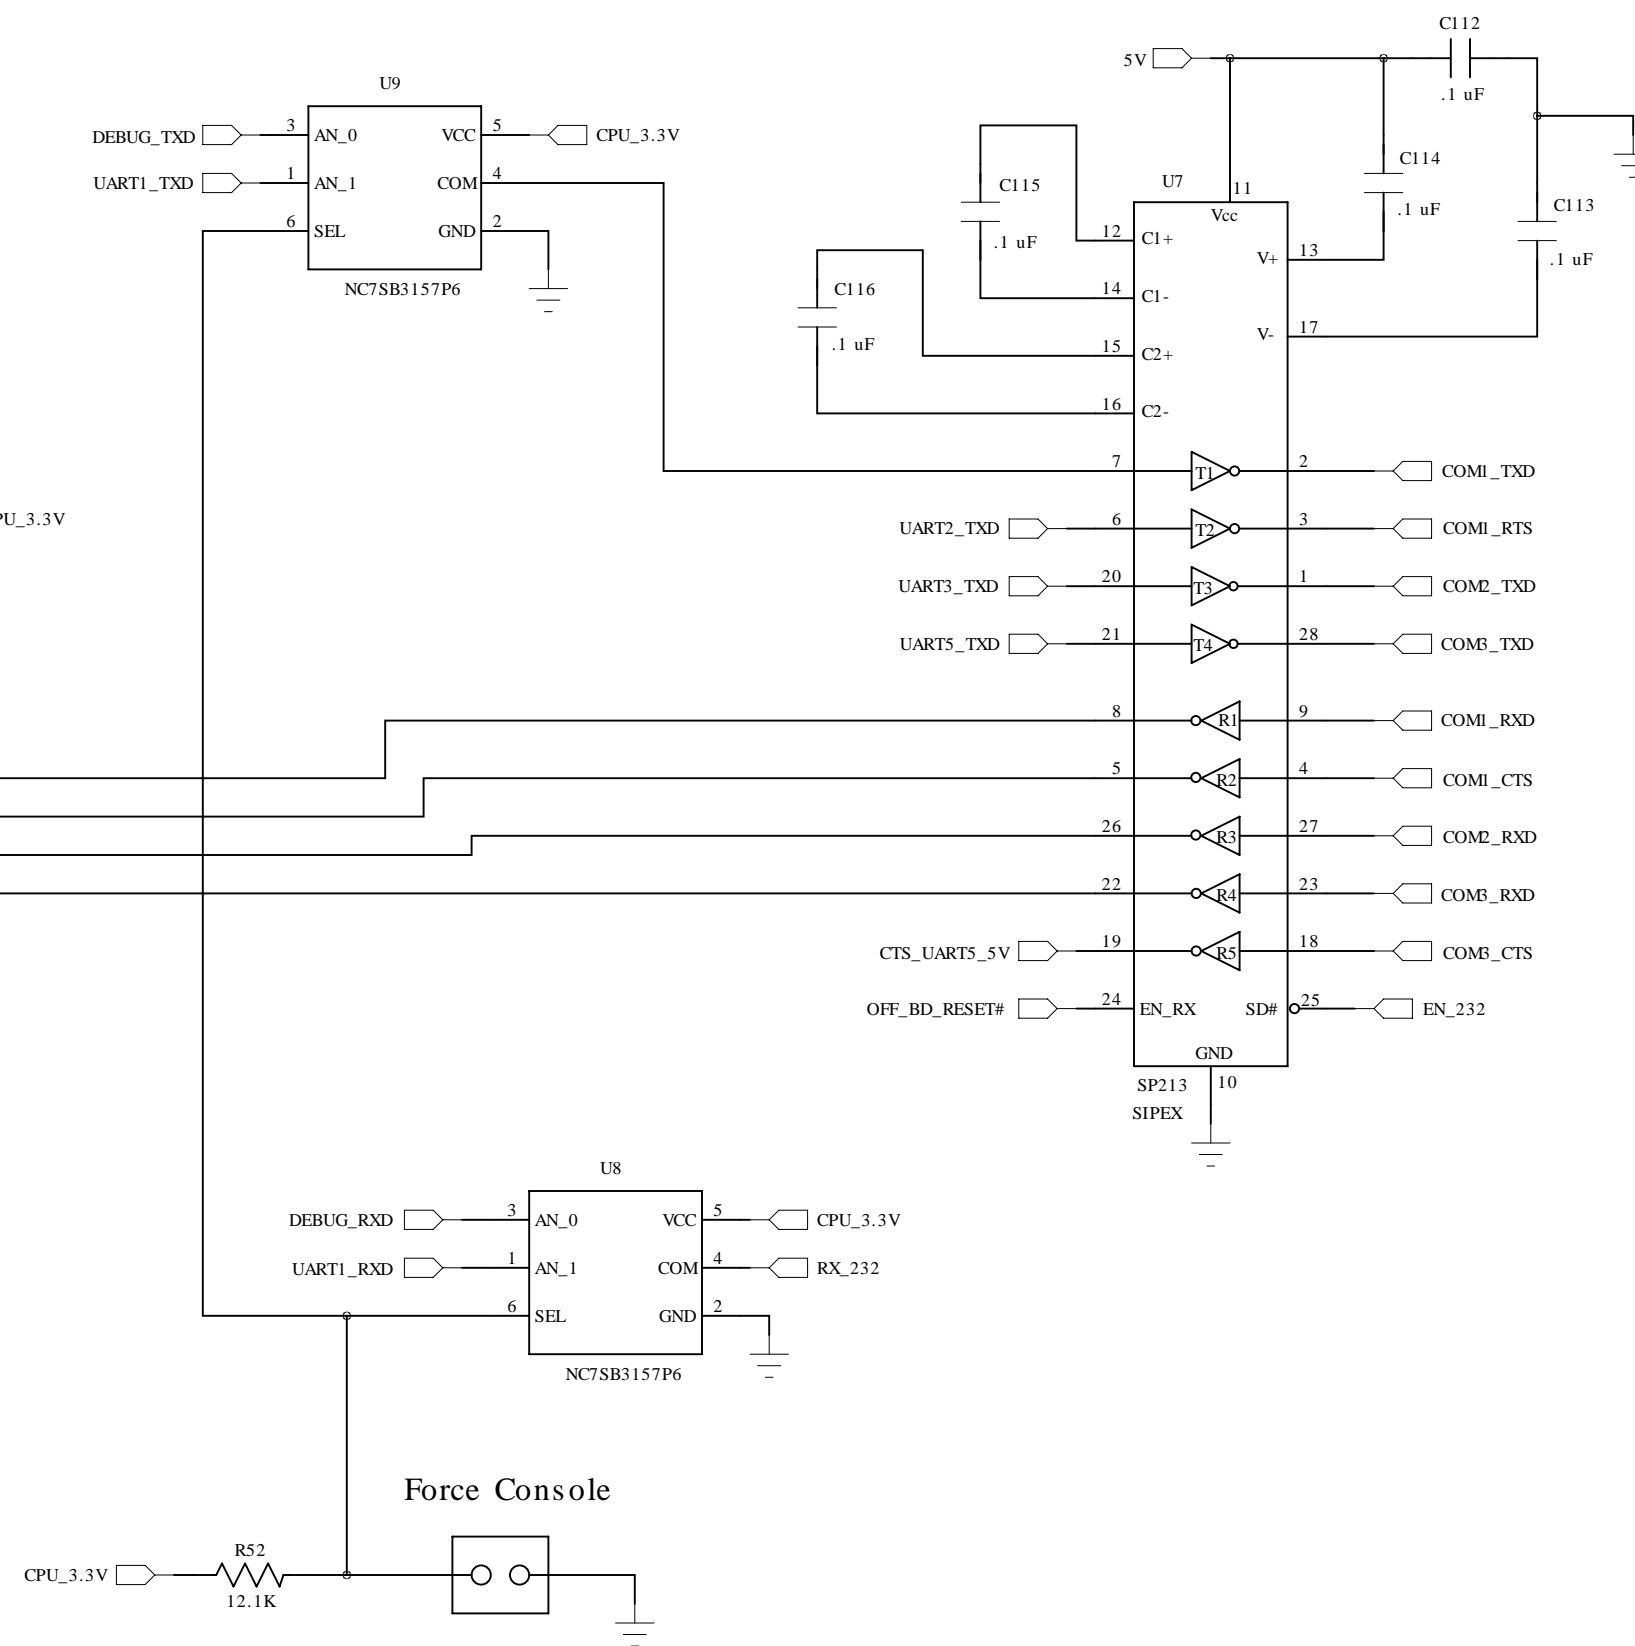 C112
5V
.1 uF
U9
DEBUG_TXD 3 AN_0 VCC 5 CPU_3.3V
UART1_TXD 1 AN_1 COM 4
6 SEL GND 2
NC7SB3157P6
C114
.1 uF
C115
.1 uF
C113
.1 uF
C116
.1 uF
U7
11
Vcc
12 C1+
V+ 13
14 C1-
V- 17
15 C2+
16 C2-
7 T1 2 COM1_TXD
PU_3.3V
UART2_TXD 6 T2 3 COM1_RTS
UART3_TXD 20 T3 1 COM2_TXD
UART5_TXD 21 T4 28 COM3_TXD
8 R1 9 COM1_RXD
5 R2 4 COM1_CTS
26 R3 27 COM2_RXD
22 R4 23 COM3_RXD
CTS_UART5_5V 19 R5 18 COM3_CTS
OFF_BD_RESET# 24 EN_RX SD# 25 EN_232
GND
SP213 10
SIPEX
U8
DEBUG_RXD 3 AN_0 VCC 5 CPU_3.3V
UART1_RXD 1 AN_1 COM 4 RX_232
6 SEL GND 2
NC7SB3157P6
Force Console
R52
CPU_3.3V
12.1K